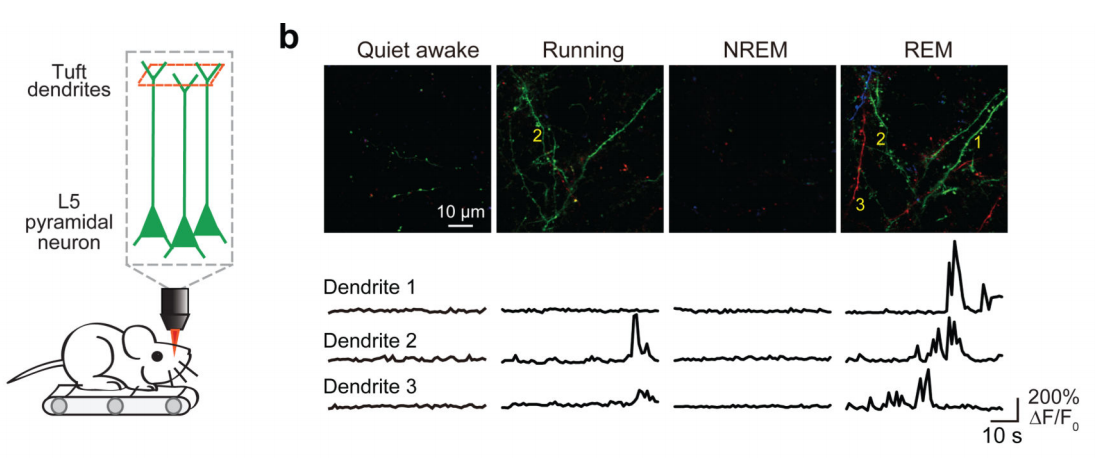 Tuft
dendrites
L5
pyramidal
neuron
b
Quiet awake
Running
NREM
REM
10 µm
2
2
1
3
Dendrite 1
Dendrite 2
Dendrite 3
200%
ΔF/F₀
10 s